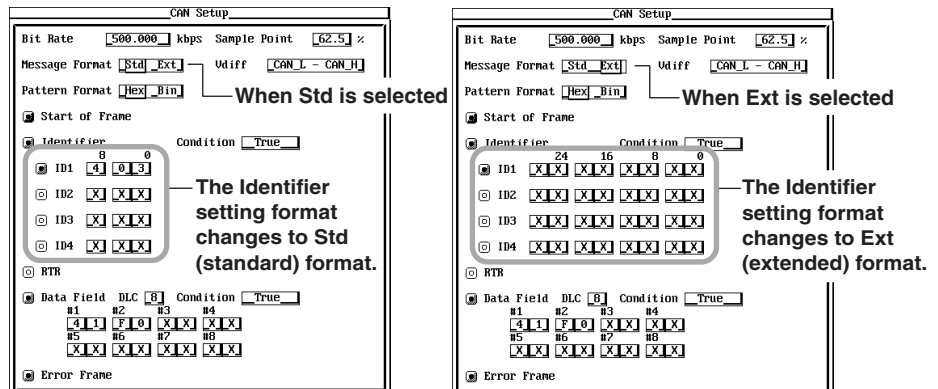 CAN Setup
Bit Rate 500.000 kbps Sample Point 62.5 %
Message Format Std Ext Vdiff CAN_L - CAN_H
Pattern Format Hex Bin
When Std is selected
Start of Frame
Identifier Condition True
8 0
ID1 4 0 3
ID2 X X X
ID3 X X X
ID4 X X X
The Identifier
setting format
changes to Std
(standard) format.
RTR
Data Field DLC 8 Condition True
#1 #2 #3 #4
4 1 F 0 X X X X
#5 #6 #7 #8
X X X X X X X X
Error Frame
CAN Setup
Bit Rate 500.000 kbps Sample Point 62.5 %
Message Format Std Ext Vdiff CAN_L - CAN_H
Pattern Format Hex Bin
When Ext is selected
Start of Frame
Identifier Condition True
24 16 8 0
ID1 X X X X X X X X
ID2 X X X X X X X X
ID3 X X X X X X X X
ID4 X X X X X X X X
The Identifier
setting format
changes to Ext
(extended) format.
RTR
Data Field DLC 8 Condition True
#1 #2 #3 #4
4 1 F 0 X X X X
#5 #6 #7 #8
X X X X X X X X
Error Frame